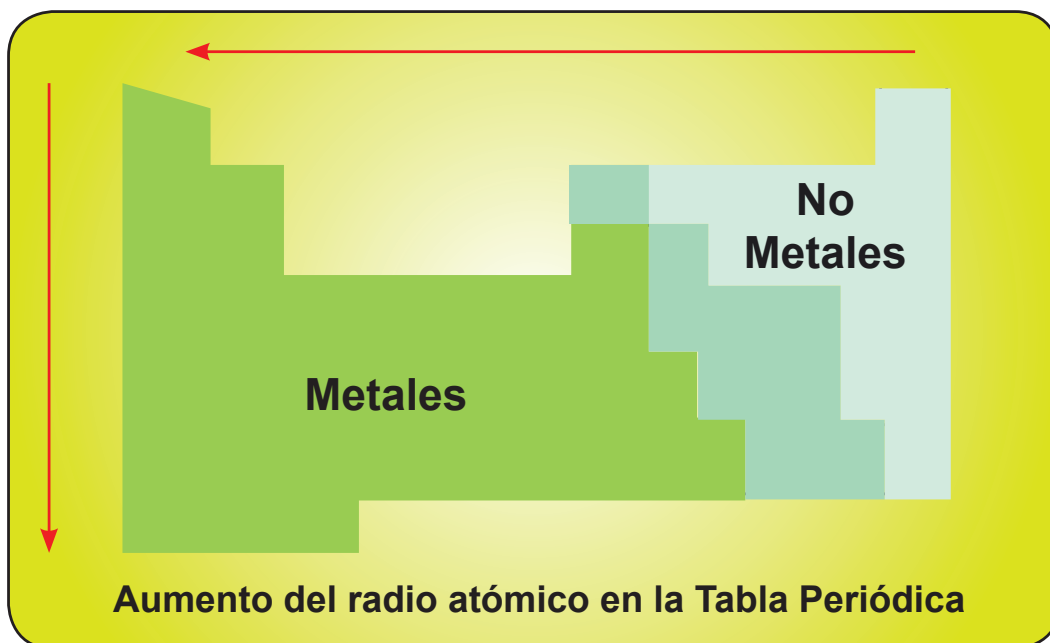 No
Metales
Metales
Aumento del radio atómico en la Tabla Periódica